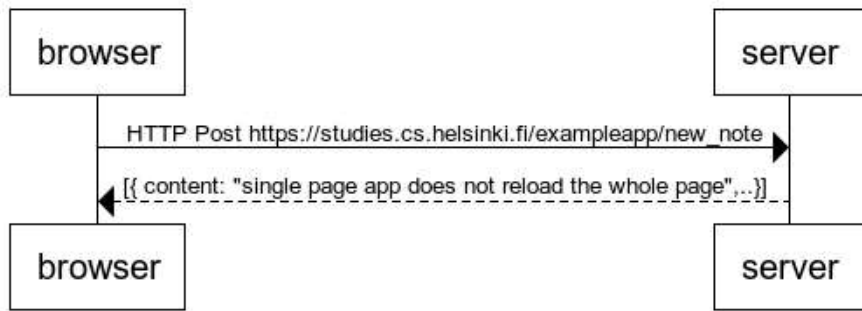 browser server
HTTP Post https://studies.cs.helsinki.fi/exampleapp/new_note
[{ content: "single page app does not reload the whole page",..}]
browser server